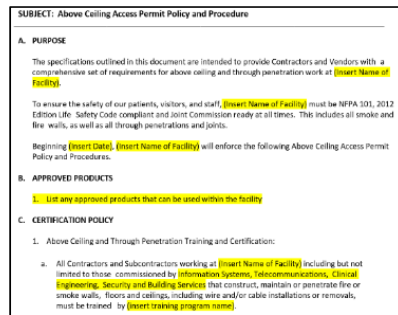 SUBJECT: Above Ceiling Access Permit Policy and Procedure
A. PURPOSE
The specifications outlined in this document are intended to provide Contractors and Vendors with a
comprehensive set of requirements for above ceiling and through penetration work at (Insert Name of
Facility).
To ensure the safety of our patients, visitors, and staff, (Insert Name of Facility) must be NFPA 101, 2012
Edition Life Safety Code compliant and Joint Commission ready at all times. This includes all smoke and
fire walls, as well as all through penetrations and joints.
Beginning (Insert Date), (Insert Name of Facility) will enforce the following Above Ceiling Access Permit
Policy and Procedures.
B. APPROVED PRODUCTS
1. List any approved products that can be used within the facility
C. CERTIFICATION POLICY
1. Above Ceiling and Through Penetration Training and Certification:
a. All Contractors and Subcontractors working at (Insert Name of Facility) including but not
limited to those commissioned by Information Systems, Telecommunications, Clinical
Engineering, Security and Building Services that construct, maintain or penetrate fire or
smoke walls, floors and ceilings, including wire and/or cable installations or removals,
must be trained by (insert training program name).